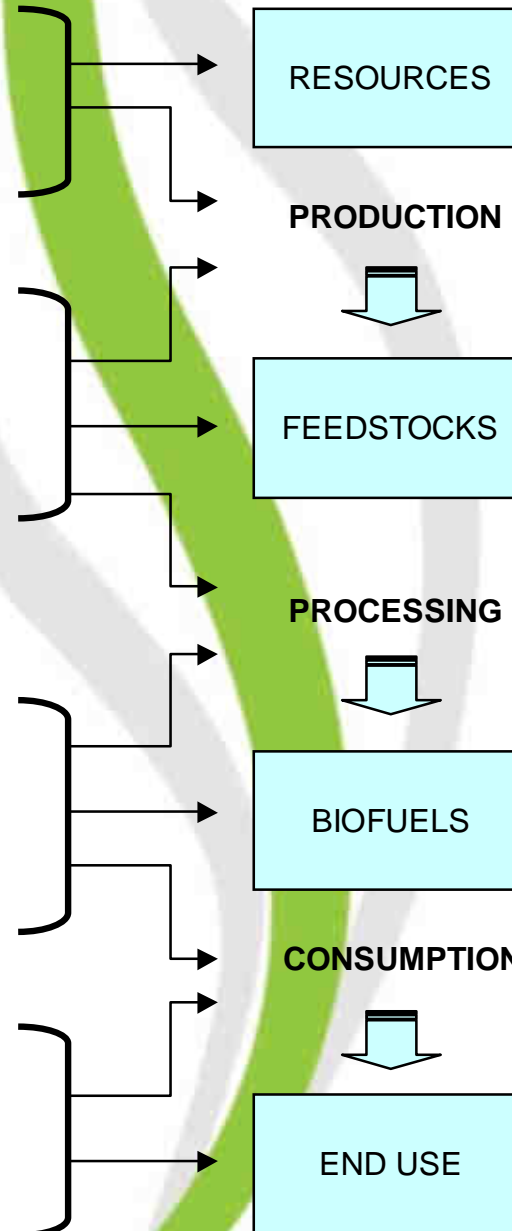 RESOURCES
PRODUCTION
FEEDSTOCKS
PROCESSING
BIOFUELS
CONSUMPTION
END USE